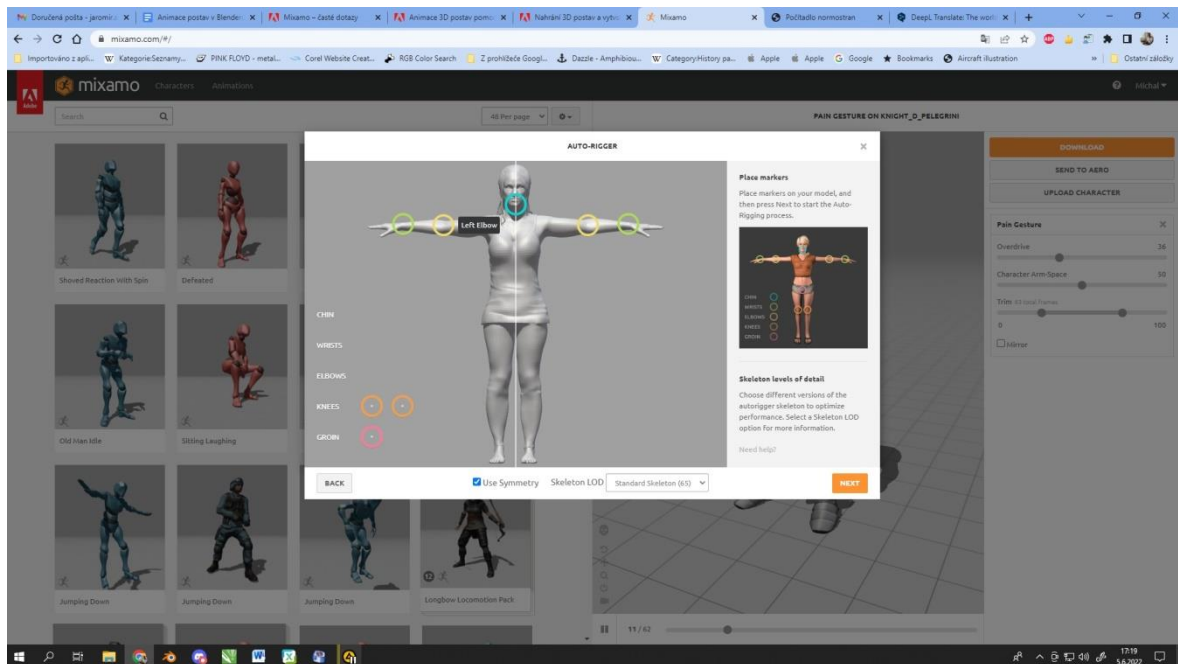 Doručená pošta - jaromirz
Animace postav v Blender
Mixamo – časté dotazy
Animace 3D postav pomo
Nahrání 3D postav a vytvo
Mixamo
Počítadlo normostran
DeepL Translate: The worl
mixamo.com/#/
Importováno z apli...
Kategorie:Seznamy...
PINK FLOYD - metal...
Corel Website Creat...
RGB Color Search
Z prohlížeče Googl...
Dazzle - Amphibiou...
Category:History pa...
Apple
Apple
Google
Bookmarks
Aircraft illustration
»
Ostatní záložky
Adobe
mixamo
Characters
Animations
Michal
Search
48 Per page
PAIN GESTURE ON KNIGHT_D_PELEGRINI
AUTO-RIGGER
Left Elbow
CHIN
WRISTS
ELBOWS
KNEES
GROIN
Place markers
Place markers on your model, and
then press Next to start the Auto-
Rigging process.
CHIN
WRISTS
ELBOWS
KNEES
GROIN
Skeleton levels of detail
Choose different versions of the
autorigger skeleton to optimize
performance. Select a Skeleton LOD
option for more information.
Need help?
BACK
Use Symmetry
Skeleton LOD
Standard Skeleton (65)
NEXT
DOWNLOAD
SEND TO AERO
UPLOAD CHARACTER
Pain Gesture
Overdrive 36
Character Arm-Space 50
Trim
total frames
0 100
Mirror
Shoved Reaction With Spin
Defeated
Old Man Idle
Sitting Laughing
Jumping Down
Jumping Down
Jumping Down
Longbow Locomotion Pack
12
11 / 62
17:19
5.6.2022